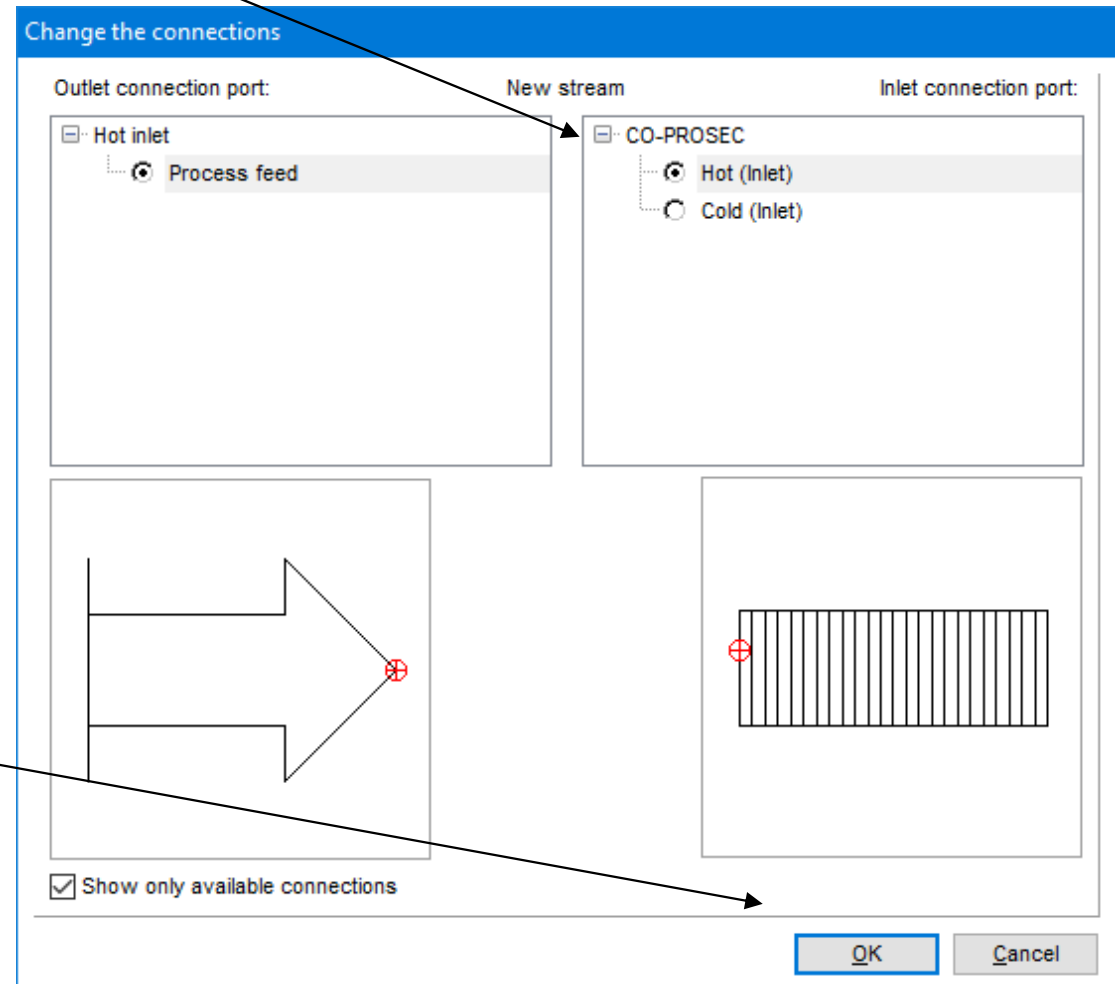 Change the connections
Outlet connection port: New stream Inlet connection port:
Hot inlet
Process feed
CO-PROSEC
Hot (Inlet)
Cold (Inlet)
Show only available connections
OK Cancel